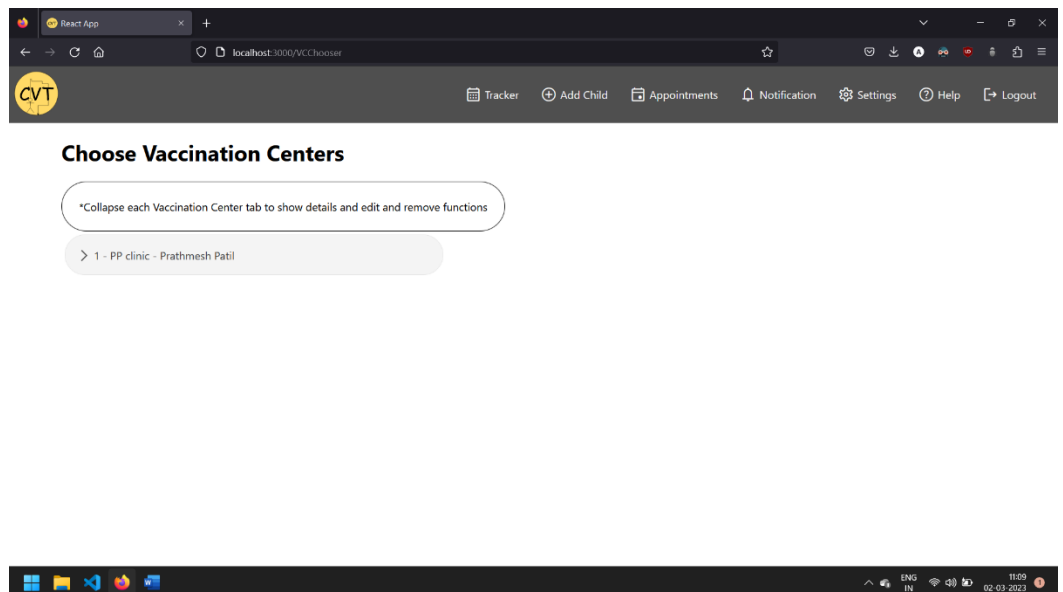 React App
localhost:3000/VCChooser
CVT
Tracker
Add Child
Appointments
Notification
Settings
Help
Logout
Choose Vaccination Centers
*Collapse each Vaccination Center tab to show details and edit and remove functions
1 - PP clinic - Prathmesh Patil
ENG
IN
11:09
02-03-2023
1